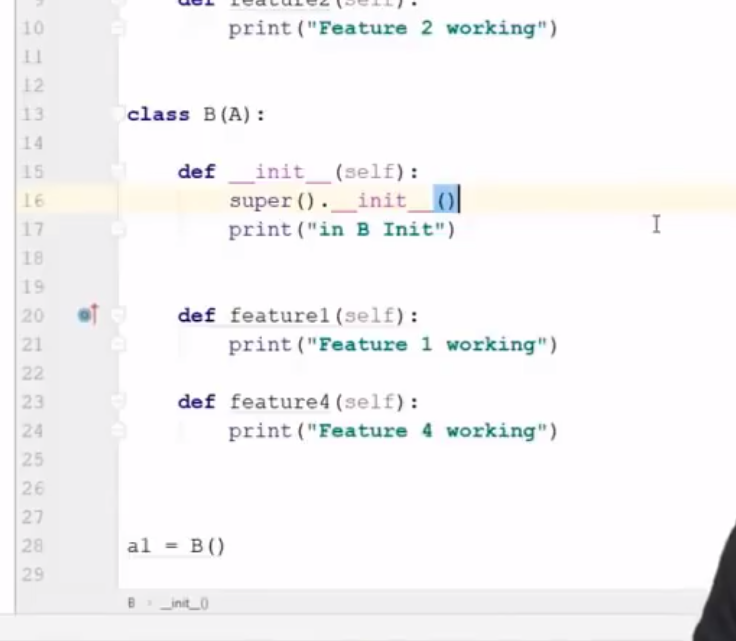 9 def feature2(self):
10 print("Feature 2 working")
11
12
13 class B(A):
14
15 def __init__(self):
16 super().__init__()
17 print("in B Init")
18
19
20 def feature1(self):
21 print("Feature 1 working")
22
23 def feature4(self):
24 print("Feature 4 working")
25
26
27
28 a1 = B()
29
B › __init__()